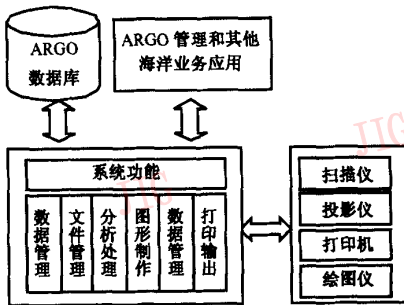 ARGO
数据库
ARGO 管理和其他
海洋业务应用
系统功能
数据管理
文件管理
分析处理
图形制作
数据管理
打印输出
扫描仪
投影仪
打印机
绘图仪
JIG
JIG